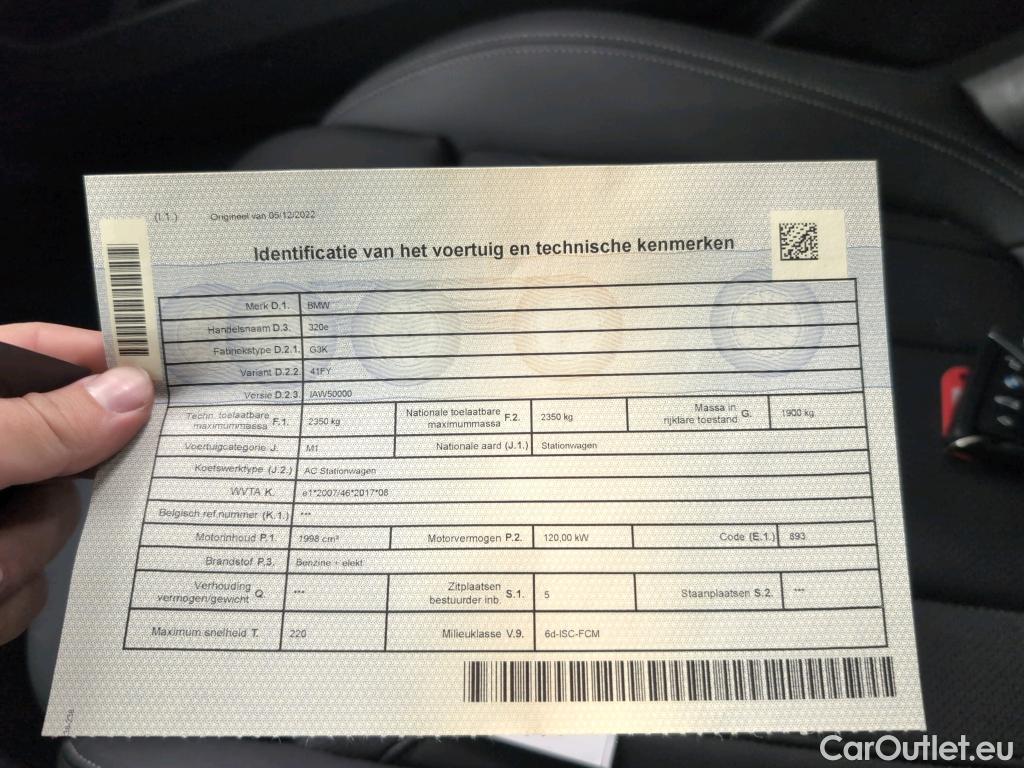 (I.1.) Origineel van 05/12/2022
Identificatie van het voertuig en technische kenmerken
Merk D.1. BMW
Handelsnaam D.3. 320e
Fabriekstype D.2.1. G3K
Variant D.2.2. 41FY
Versie D.2.3. IAW50000
Techn. toelaatbare maximummassa F.1. 2350 kg Nationale toelaatbare maximummassa F.2. 2350 kg Massa in rijklare toestand G. 1900 kg
Voertuigcategorie J. M1 Nationale aard (J.1.) Stationwagen
Koetswerktype (J.2.) AC Stationwagen
WVTA K. e1*2007/46*2017*08
Belgisch ref.nummer (K.1.) ***
Motorinhoud P.1. 1998 cm³ Motorvermogen P.2. 120,00 kW Code (E.1.) 893
Brandstof P.3. Benzine + elekt
Verhouding vermogen/gewicht Q. *** Zitplaatsen bestuurder inb. S.1. 5 Staanplaatsen S.2. ***
Maximum snelheid T. 220 Milieuklasse V.9. 6d-ISC-FCM
CarOutlet.eu